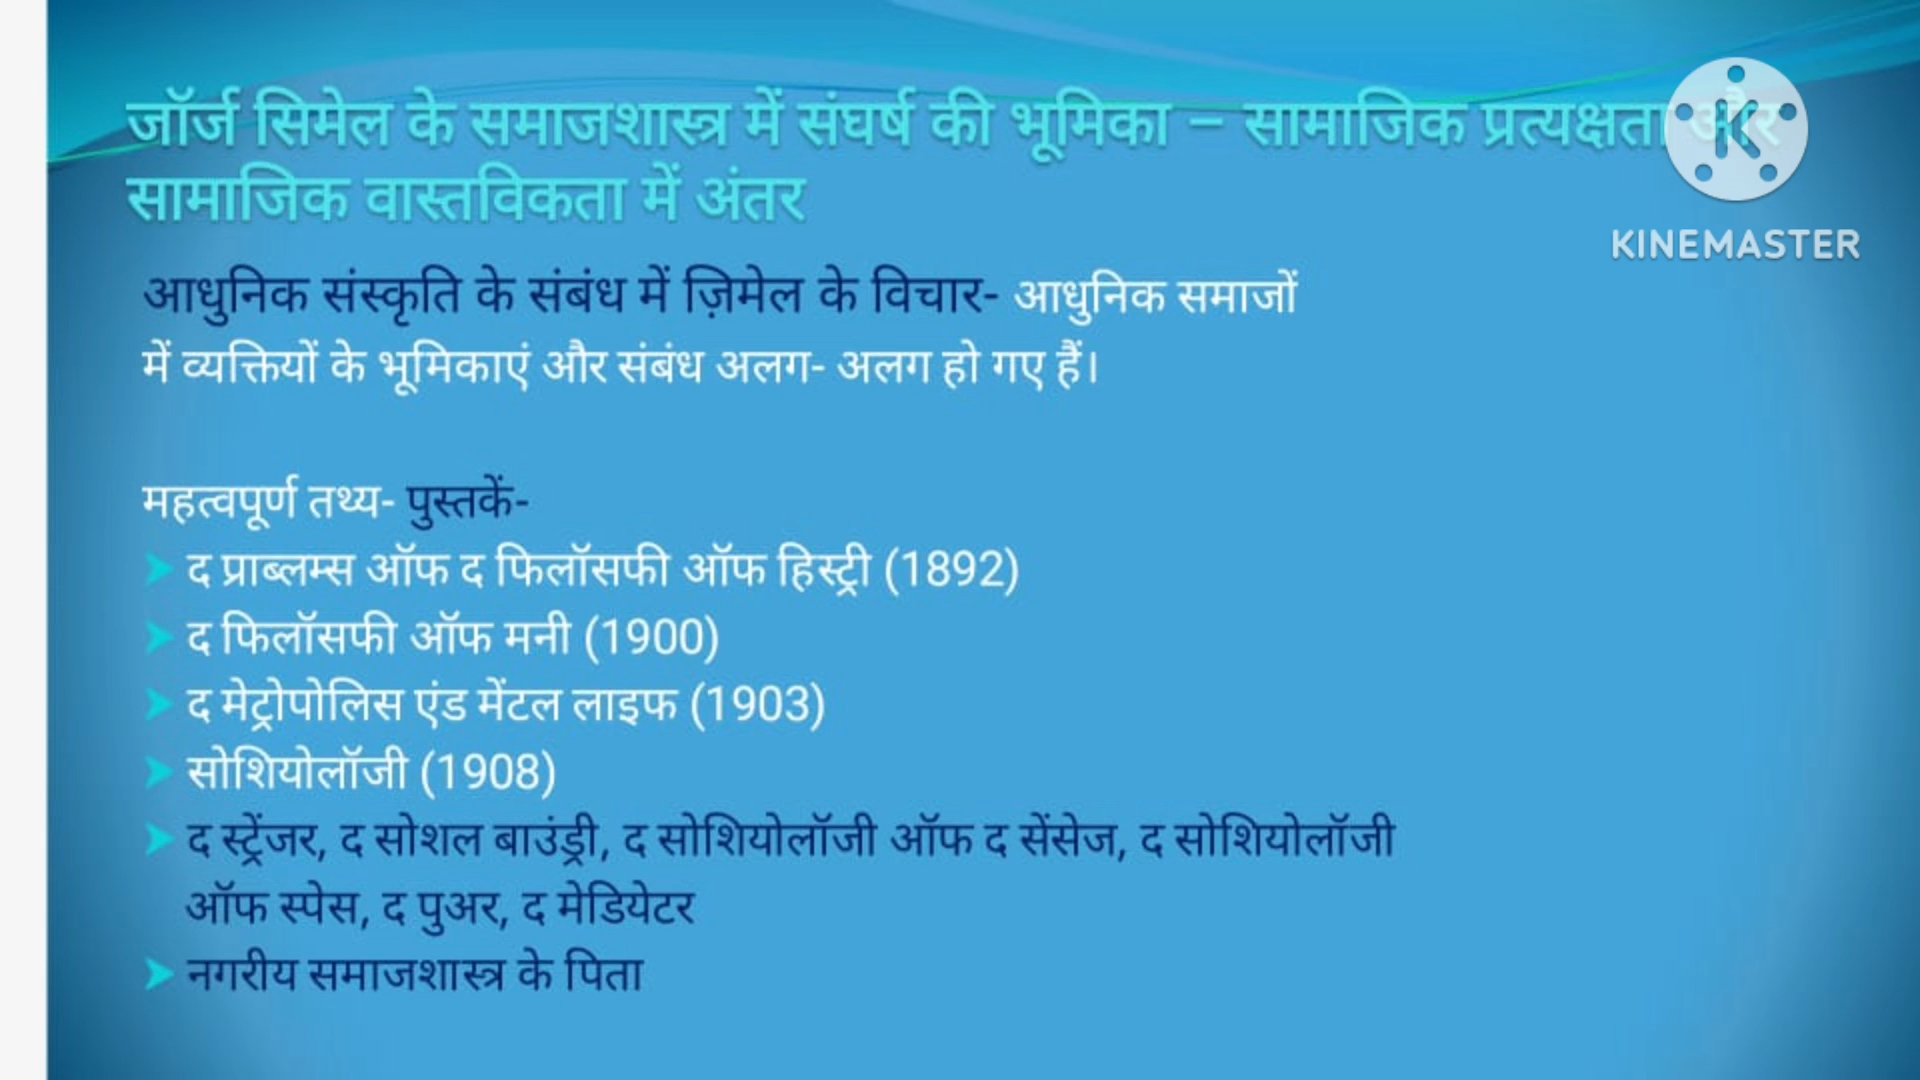 जॉर्ज सिमेल के समाजशास्त्र में संघर्ष की भूमिका – सामाजिक प्रत्यक्षता और
सामाजिक वास्तविकता में अंतर
KINEMASTER
आधुनिक संस्कृति के संबंध में ज़िमेल के विचार- आधुनिक समाजों
में व्यक्तियों के भूमिकाएं और संबंध अलग- अलग हो गए हैं।
महत्वपूर्ण तथ्य- पुस्तकें-
द प्राब्लम्स ऑफ द फिलॉसफी ऑफ हिस्ट्री (1892)
द फिलॉसफी ऑफ मनी (1900)
द मेट्रोपोलिस एंड मेंटल लाइफ (1903)
सोशियोलॉजी (1908)
द स्ट्रेंजर, द सोशल बाउंड्री, द सोशियोलॉजी ऑफ द सेंसेज, द सोशियोलॉजी
ऑफ स्पेस, द पुअर, द मेडियेटर
नगरीय समाजशास्त्र के पिता